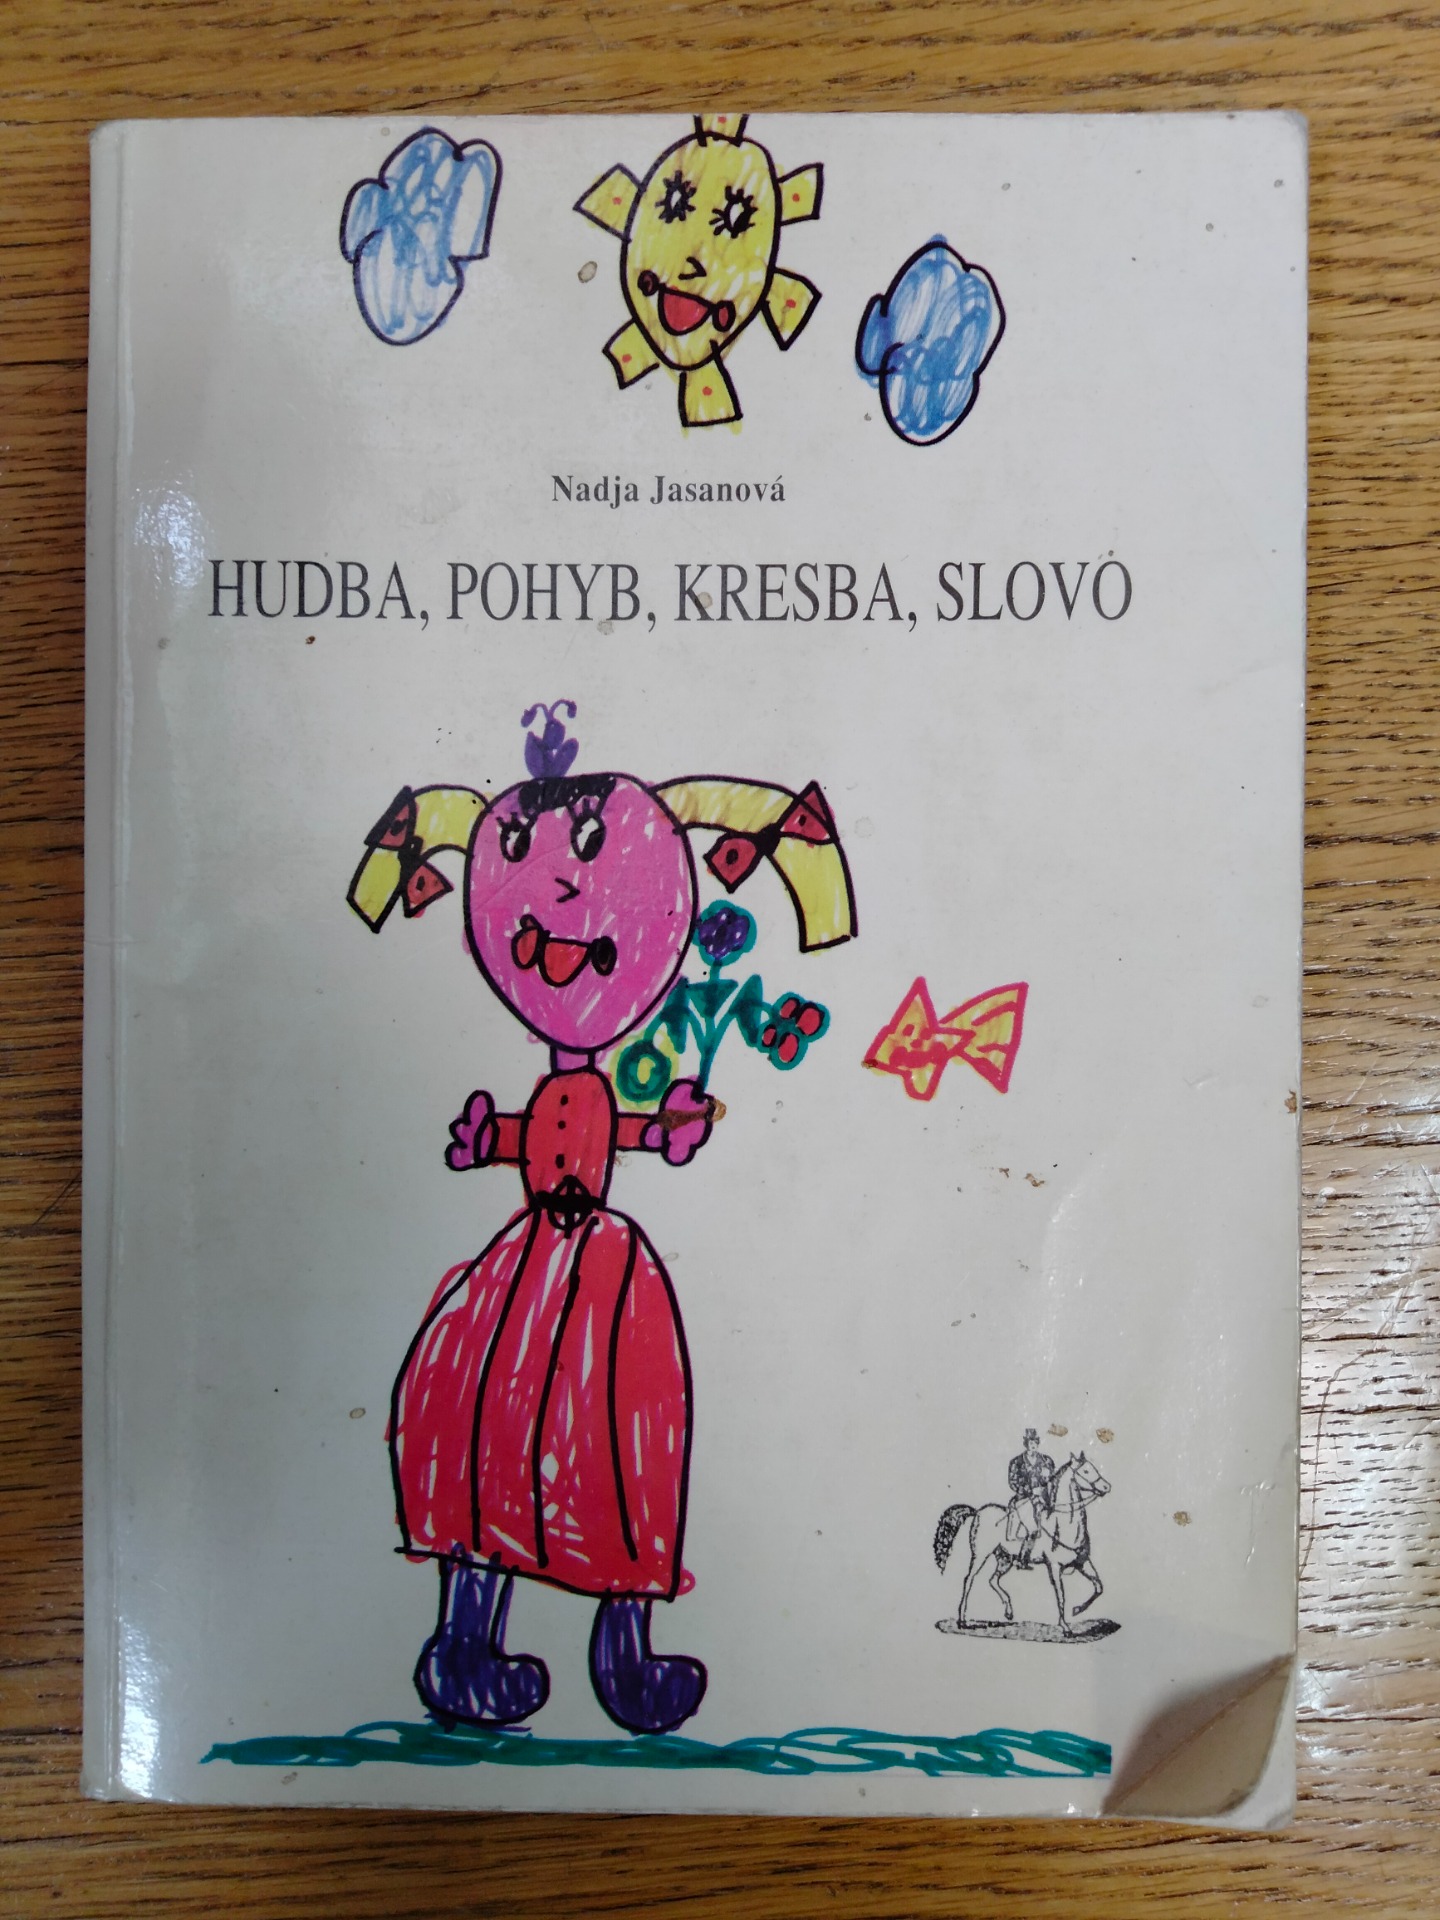 Nadja Jasanová
HUDBA, POHYB, KRESBA, SLOVO